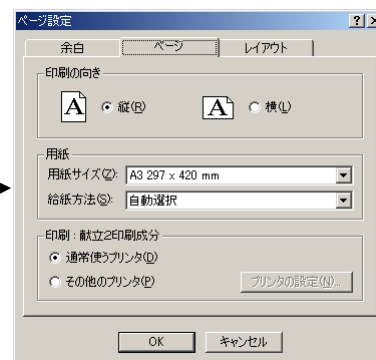 ページ設定
余白 ページ レイアウト
印刷の向き
A 縦(R) A 横(L)
用紙
用紙サイズ(Z): A3 297 x 420 mm
給紙方法(S): 自動選択
印刷：献立2印刷成分
通常使うプリンタ(D)
その他のプリンタ(P) プリンタの設定(N)...
OK キャンセル